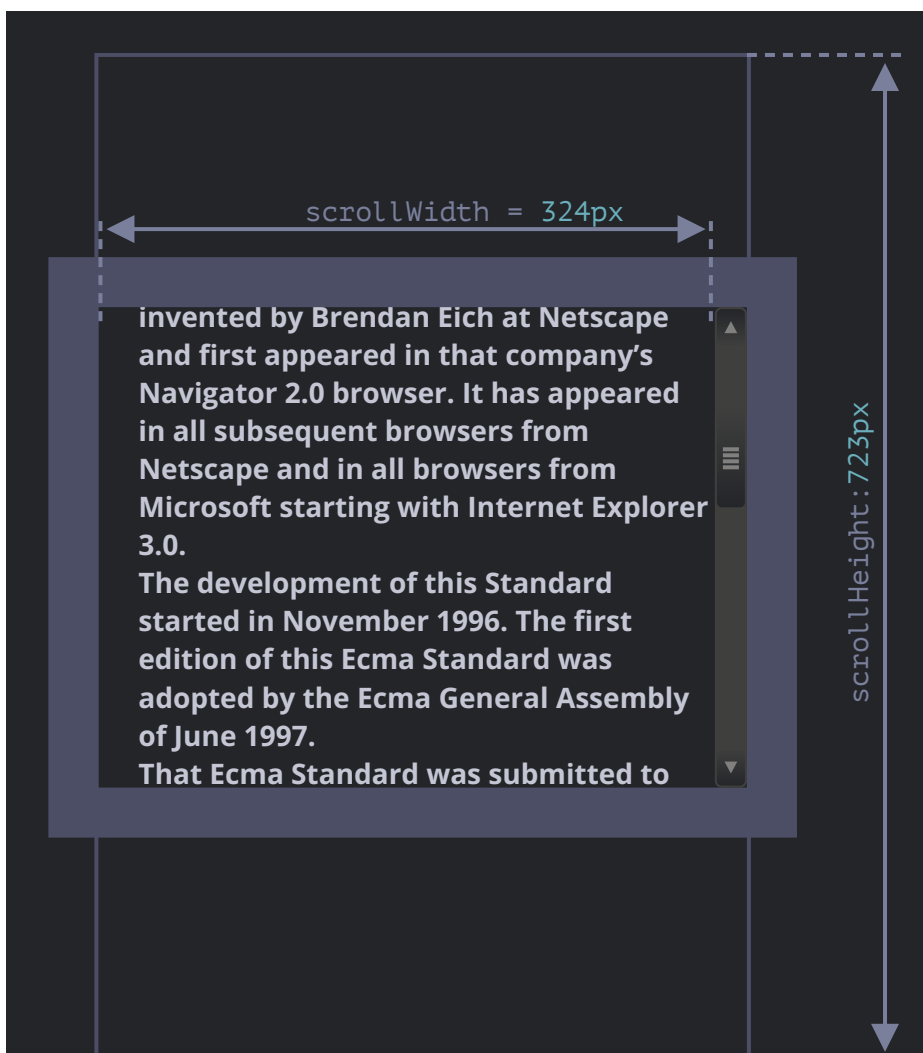 scrollWidth = 324px
invented by Brendan Eich at Netscape
and first appeared in that company’s
Navigator 2.0 browser. It has appeared
in all subsequent browsers from
Netscape and in all browsers from
Microsoft starting with Internet Explorer
3.0.
The development of this Standard
started in November 1996. The first
edition of this Ecma Standard was
adopted by the Ecma General Assembly
of June 1997.
That Ecma Standard was submitted to
scrollHeight:723px